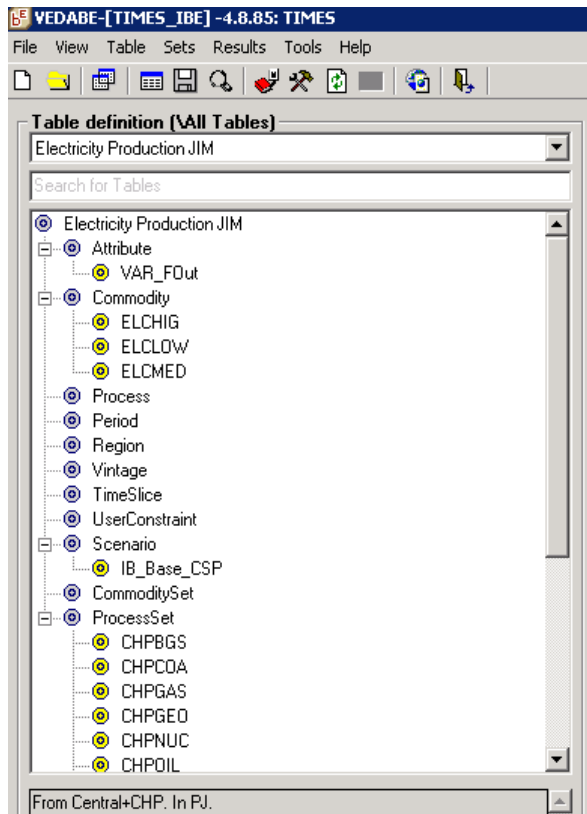 VEDABE-[TIMES_IBE] -4.8.85: TIMES
File View Table Sets Results Tools Help
Table definition (\All Tables)
Electricity Production JIM
Search for Tables
Electricity Production JIM
Attribute
VAR_FOut
Commodity
ELCHIG
ELCLOW
ELCMED
Process
Period
Region
Vintage
TimeSlice
UserConstraint
Scenario
IB_Base_CSP
CommoditySet
ProcessSet
CHPBGS
CHPCOA
CHPGAS
CHPGEO
CHPNUC
CHPOIL
From Central+CHP. In PJ.